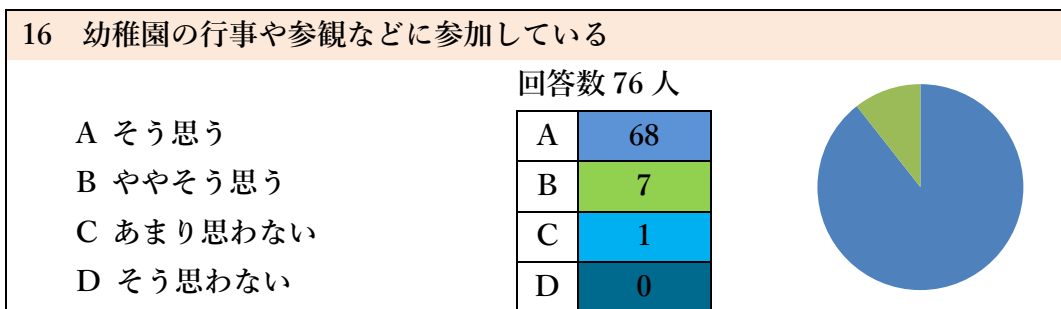 16 幼稚園の行事や参観などに参加している
回答数 76 人
A そう思う
B ややそう思う
C あまり思わない
D そう思わない
A 68
B 7
C 1
D 0